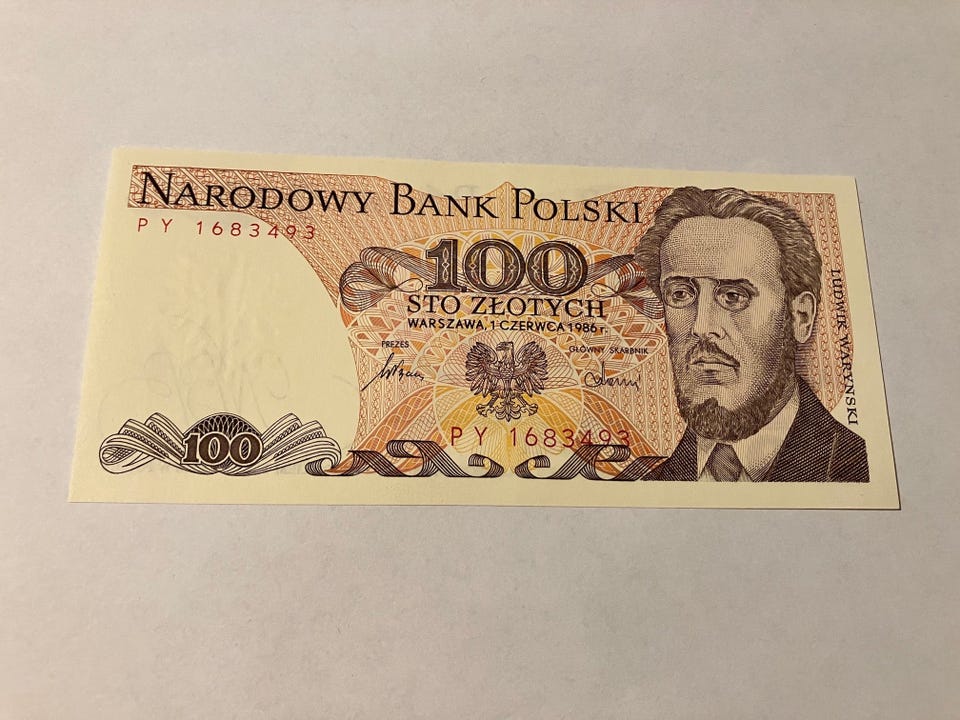 NARODOWY BANK POLSKI
PY 1683493
100
STO ZŁOTYCH
WARSZAWA, 1 CZERWCA 1986 r.
PREZES
GŁÓWNY SKARBNIK
PY 1683493
100
LUDWIK WARYŃSKI